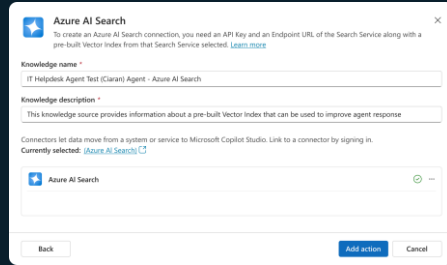 Azure AI Search
To create an Azure AI Search connection, you need an API Key and an Endpoint URL of the Search Service along with a
pre-built Vector Index from that Search Service selected. Learn more
Knowledge name *
IT Helpdesk Agent Test (Ciaran) Agent - Azure AI Search
Knowledge description *
This knowledge source provides information about a pre-built Vector Index that can be used to improve agent response
Connectors let data move from a system or service to Microsoft Copilot Studio. Link to a connector by signing in.
Currently selected: (Azure AI Search)
Azure AI Search
Back
Add action
Cancel